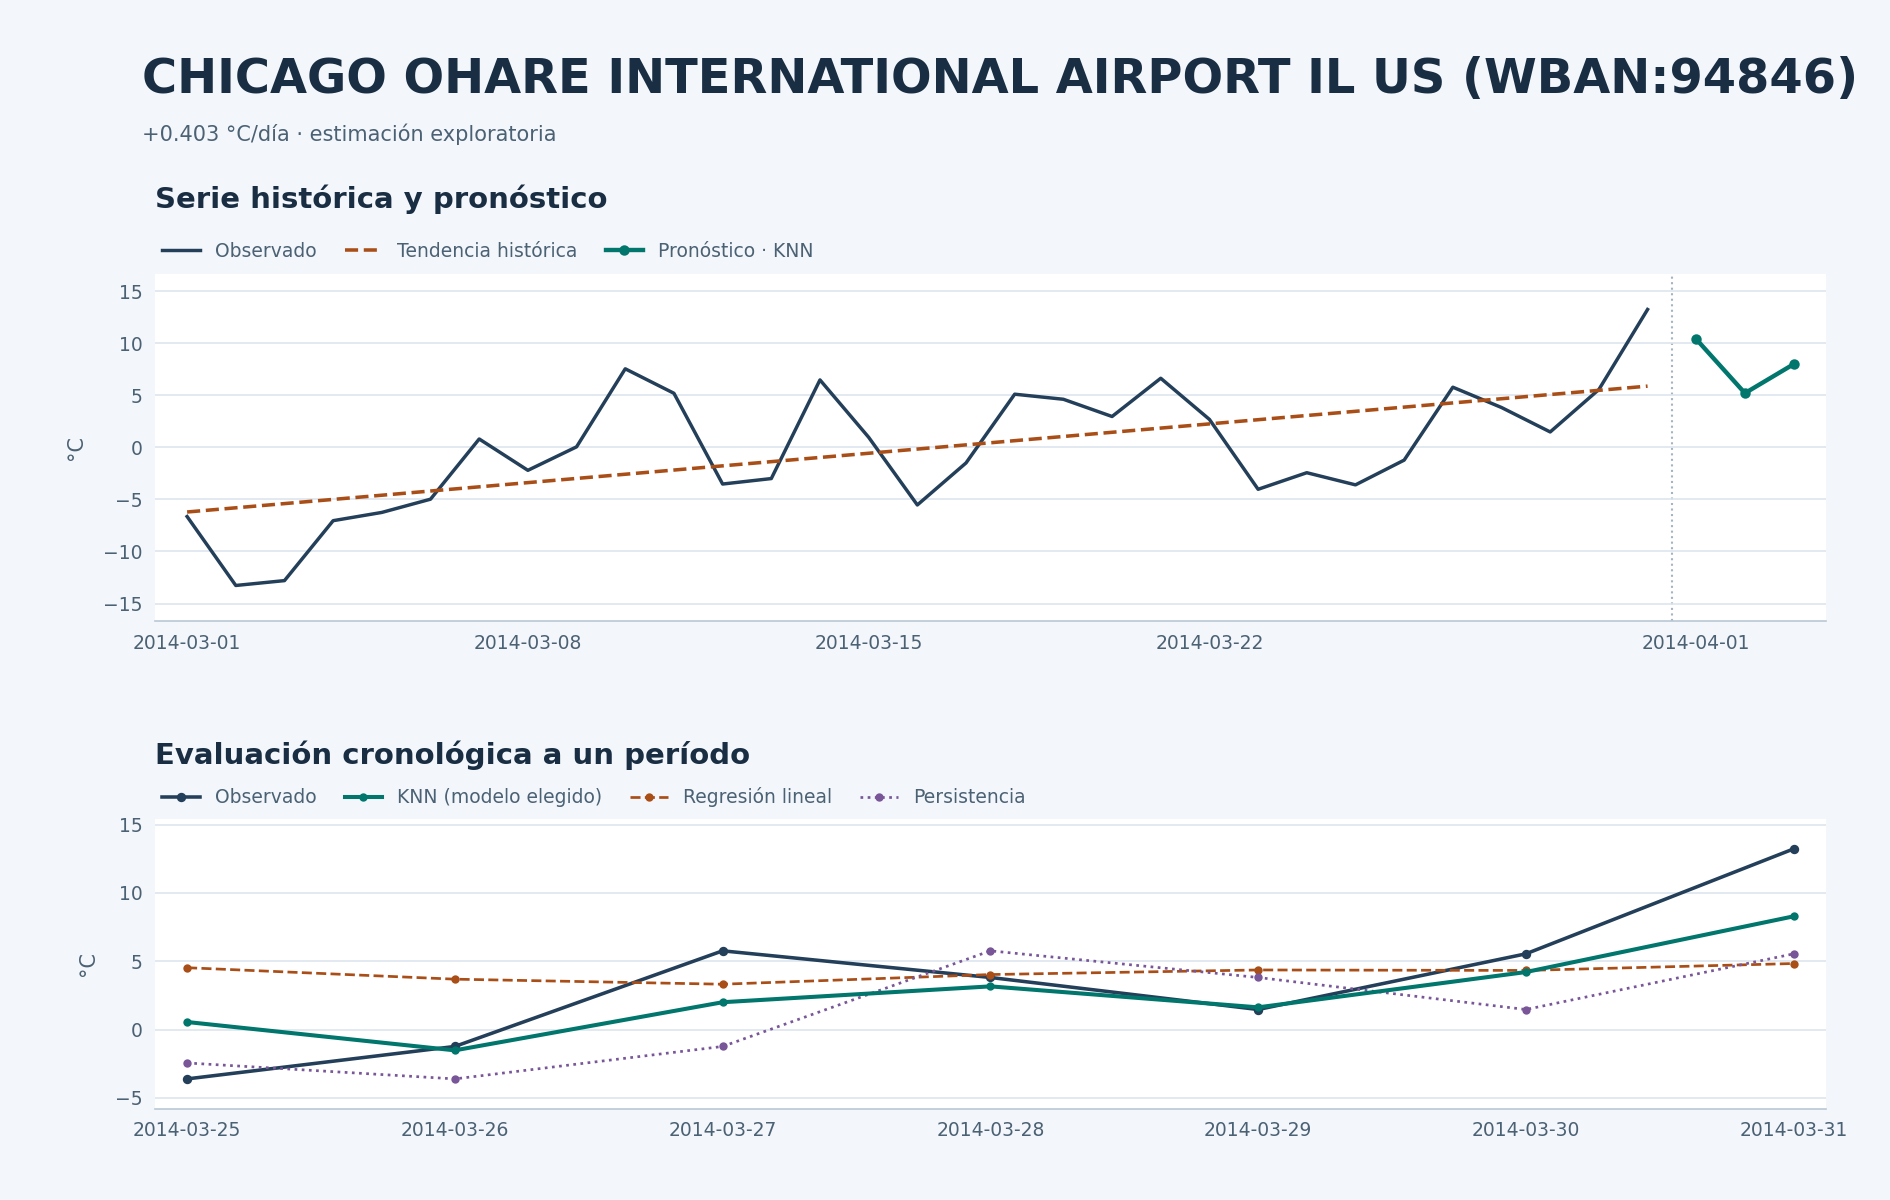 CHICAGO OHARE INTERNATIONAL AIRPORT IL US (WBAN:94846)
+0.403 °C/día · estimación exploratoria
Serie histórica y pronóstico
Observado Tendencia histórica Pronóstico · KNN
15
10
5
0
−5
−10
−15
°C
2014-03-01 2014-03-08 2014-03-15 2014-03-22 2014-04-01
Evaluación cronológica a un período
Observado KNN (modelo elegido) Regresión lineal Persistencia
15
10
5
0
−5
°C
2014-03-25 2014-03-26 2014-03-27 2014-03-28 2014-03-29 2014-03-30 2014-03-31